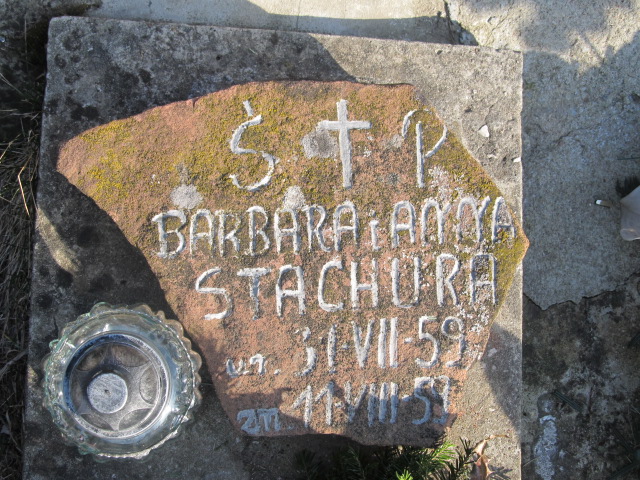 Ś P
BARBARA i ANNA
STACHURA
ur. 31-VII-59
zm 11-VIII-59